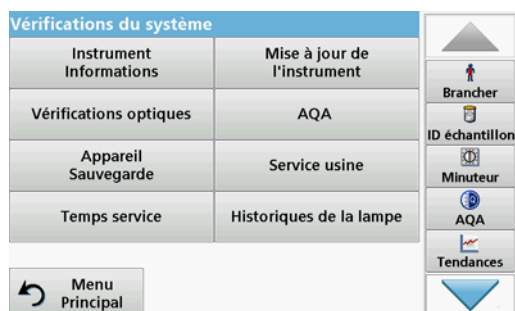 Vérifications du système
Instrument
Informations
Mise à jour de
l'instrument
Vérifications optiques
AQA
Appareil
Sauvegarde
Service usine
Temps service
Historiques de la lampe
Menu
Principal
Brancher
ID échantillon
Minuteur
AQA
Tendances